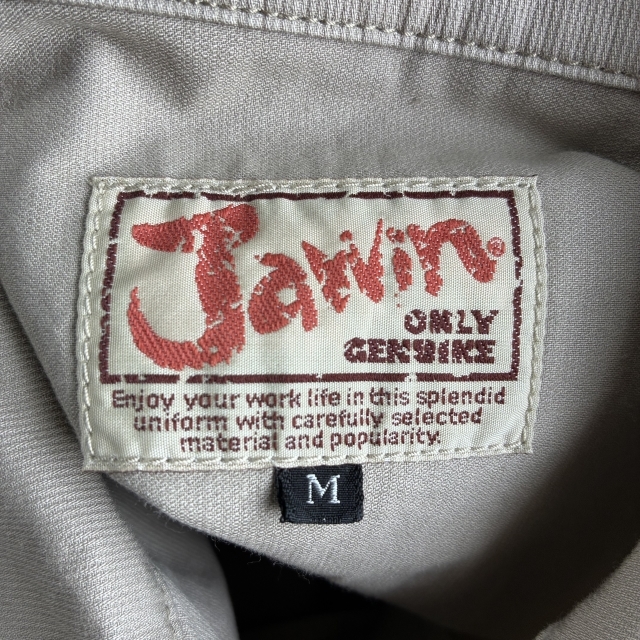 Jawin®
ONLY
GENUINE
Enjoy your work life in this splendid
uniform with carefully selected
material and popularity.
M